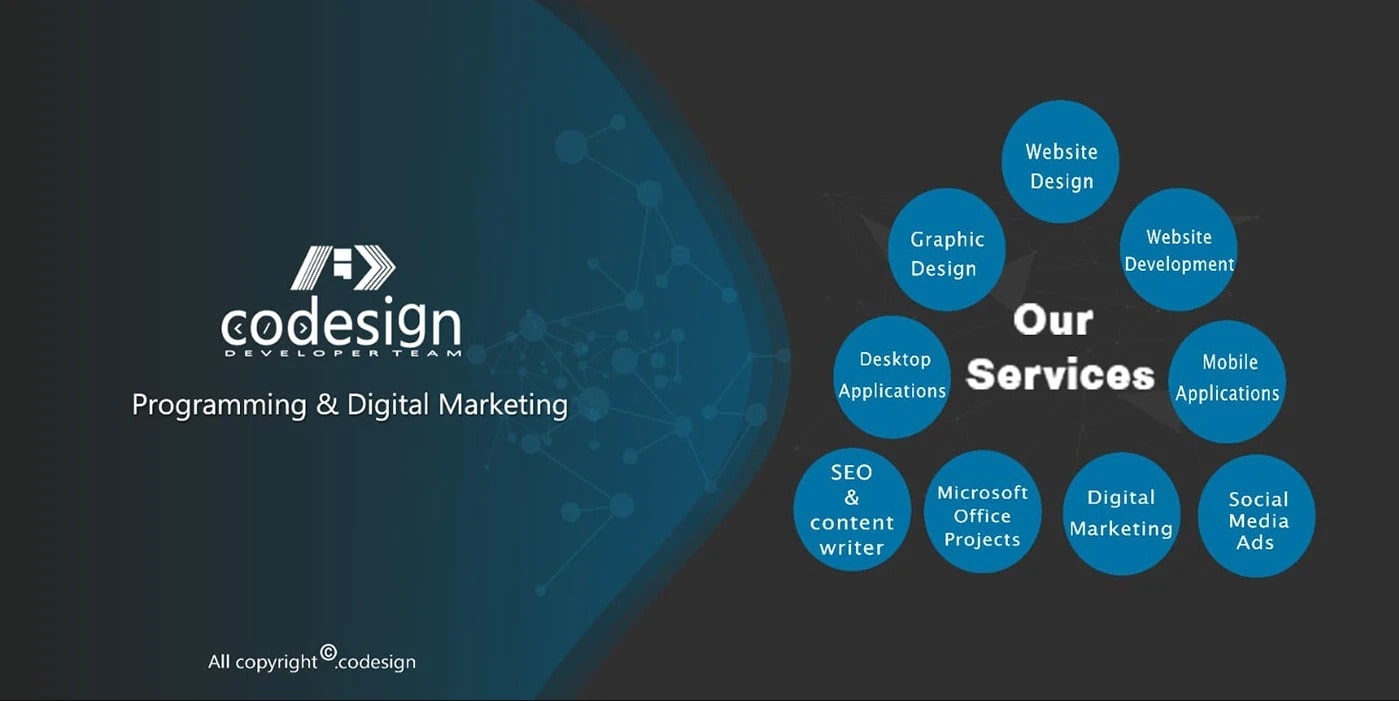 codesign
DEVELOPER TEAM
Programming & Digital Marketing
All copyright ©.codesign
Our
Services
Website
Design
Graphic
Design
Website
Development
Desktop
Applications
Mobile
Applications
SEO
&
content
writer
Microsoft
Office
Projects
Digital
Marketing
Social
Media
Ads